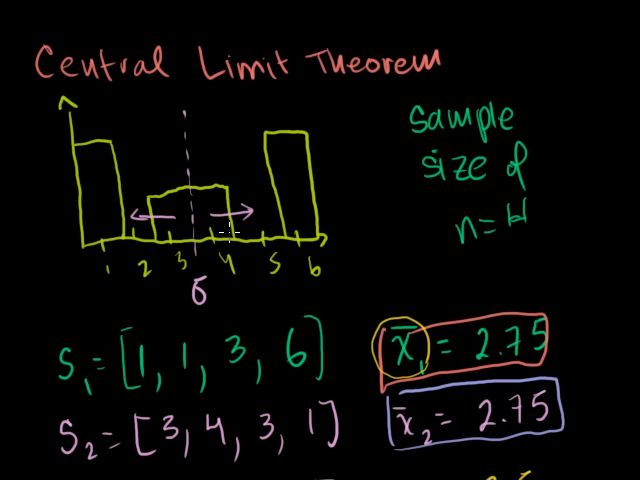 Central Limit Theorem
sample
size of
n=4
1 2 3 4 5 6
σ
S₁ = [1, 1, 3, 6]
x̄₁ = 2.75
S₂ = [3, 4, 3, 1]
x̄₂ = 2.75